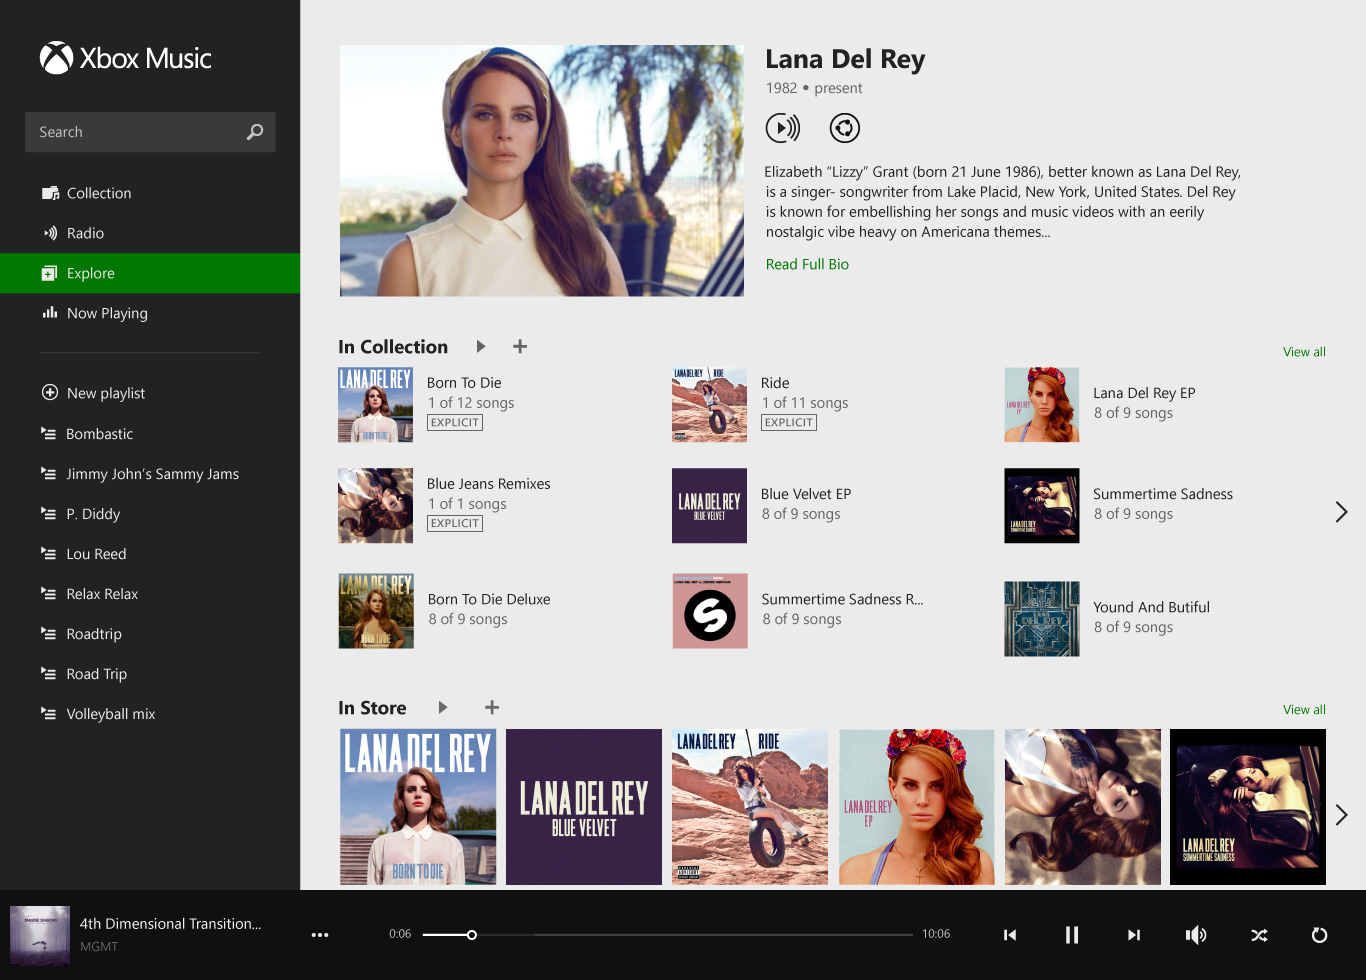 Xbox Music
Search
Collection
Radio
Explore
Now Playing
New playlist
Bombastic
Jimmy John's Sammy Jams
P. Diddy
Lou Reed
Relax Relax
Roadtrip
Road Trip
Volleyball mix
Lana Del Rey
1982 • present
Elizabeth "Lizzy" Grant (born 21 June 1986), better known as Lana Del Rey,
is a singer- songwriter from Lake Placid, New York, United States. Del Rey
is known for embellishing her songs and music videos with an eerily
nostalgic vibe heavy on Americana themes...
Read Full Bio
In Collection
View all
LANA DEL REY
BORN TO DIE
Born To Die
1 of 12 songs
EXPLICIT
LANA DEL REY RIDE
Ride
1 of 11 songs
EXPLICIT
LANA DEL REY
EP
Lana Del Rey EP
8 of 9 songs
Blue Jeans Remixes
1 of 1 songs
EXPLICIT
LANA DEL REY
BLUE VELVET
Blue Velvet EP
8 of 9 songs
LANA DEL REY
SUMMERTIME SADNESS
Summertime Sadness
8 of 9 songs
LANA DEL REY
BORN TO DIE
Born To Die Deluxe
8 of 9 songs
Summertime Sadness R...
8 of 9 songs
LANA
DEL REY
Yound And Butiful
8 of 9 songs
In Store
View all
LANA DEL REY
BORN TO DIE
LANA DEL REY
BLUE VELVET
LANA DEL REY RIDE
LANA DEL REY
EP
LANA DEL REY
SUMMERTIME SADNESS
4th Dimensional Transition...
MGMT
0:06
10:06